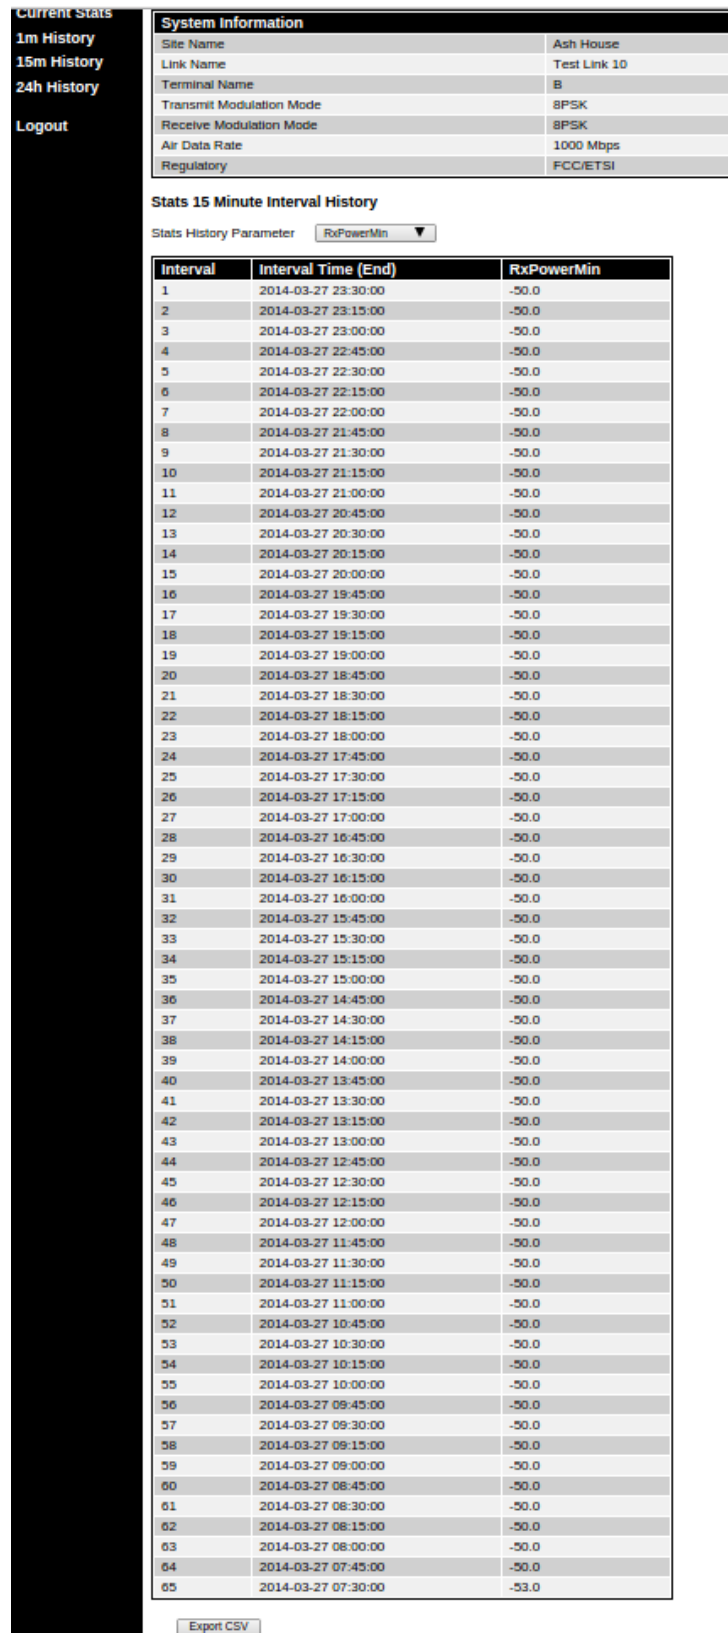 Current Stats
1m History
15m History
24h History
Logout
System Information
Site Name Ash House
Link Name Test Link 10
Terminal Name B
Transmit Modulation Mode 8PSK
Receive Modulation Mode 8PSK
Air Data Rate 1000 Mbps
Regulatory FCC/ETSI
Stats 15 Minute Interval History
Stats History Parameter RxPowerMin ▼
Interval Interval Time (End) RxPowerMin
1 2014-03-27 23:30:00 -50.0
2 2014-03-27 23:15:00 -50.0
3 2014-03-27 23:00:00 -50.0
4 2014-03-27 22:45:00 -50.0
5 2014-03-27 22:30:00 -50.0
6 2014-03-27 22:15:00 -50.0
7 2014-03-27 22:00:00 -50.0
8 2014-03-27 21:45:00 -50.0
9 2014-03-27 21:30:00 -50.0
10 2014-03-27 21:15:00 -50.0
11 2014-03-27 21:00:00 -50.0
12 2014-03-27 20:45:00 -50.0
13 2014-03-27 20:30:00 -50.0
14 2014-03-27 20:15:00 -50.0
15 2014-03-27 20:00:00 -50.0
16 2014-03-27 19:45:00 -50.0
17 2014-03-27 19:30:00 -50.0
18 2014-03-27 19:15:00 -50.0
19 2014-03-27 19:00:00 -50.0
20 2014-03-27 18:45:00 -50.0
21 2014-03-27 18:30:00 -50.0
22 2014-03-27 18:15:00 -50.0
23 2014-03-27 18:00:00 -50.0
24 2014-03-27 17:45:00 -50.0
25 2014-03-27 17:30:00 -50.0
26 2014-03-27 17:15:00 -50.0
27 2014-03-27 17:00:00 -50.0
28 2014-03-27 16:45:00 -50.0
29 2014-03-27 16:30:00 -50.0
30 2014-03-27 16:15:00 -50.0
31 2014-03-27 16:00:00 -50.0
32 2014-03-27 15:45:00 -50.0
33 2014-03-27 15:30:00 -50.0
34 2014-03-27 15:15:00 -50.0
35 2014-03-27 15:00:00 -50.0
36 2014-03-27 14:45:00 -50.0
37 2014-03-27 14:30:00 -50.0
38 2014-03-27 14:15:00 -50.0
39 2014-03-27 14:00:00 -50.0
40 2014-03-27 13:45:00 -50.0
41 2014-03-27 13:30:00 -50.0
42 2014-03-27 13:15:00 -50.0
43 2014-03-27 13:00:00 -50.0
44 2014-03-27 12:45:00 -50.0
45 2014-03-27 12:30:00 -50.0
46 2014-03-27 12:15:00 -50.0
47 2014-03-27 12:00:00 -50.0
48 2014-03-27 11:45:00 -50.0
49 2014-03-27 11:30:00 -50.0
50 2014-03-27 11:15:00 -50.0
51 2014-03-27 11:00:00 -50.0
52 2014-03-27 10:45:00 -50.0
53 2014-03-27 10:30:00 -50.0
54 2014-03-27 10:15:00 -50.0
55 2014-03-27 10:00:00 -50.0
56 2014-03-27 09:45:00 -50.0
57 2014-03-27 09:30:00 -50.0
58 2014-03-27 09:15:00 -50.0
59 2014-03-27 09:00:00 -50.0
60 2014-03-27 08:45:00 -50.0
61 2014-03-27 08:30:00 -50.0
62 2014-03-27 08:15:00 -50.0
63 2014-03-27 08:00:00 -50.0
64 2014-03-27 07:45:00 -50.0
65 2014-03-27 07:30:00 -53.0
Export CSV